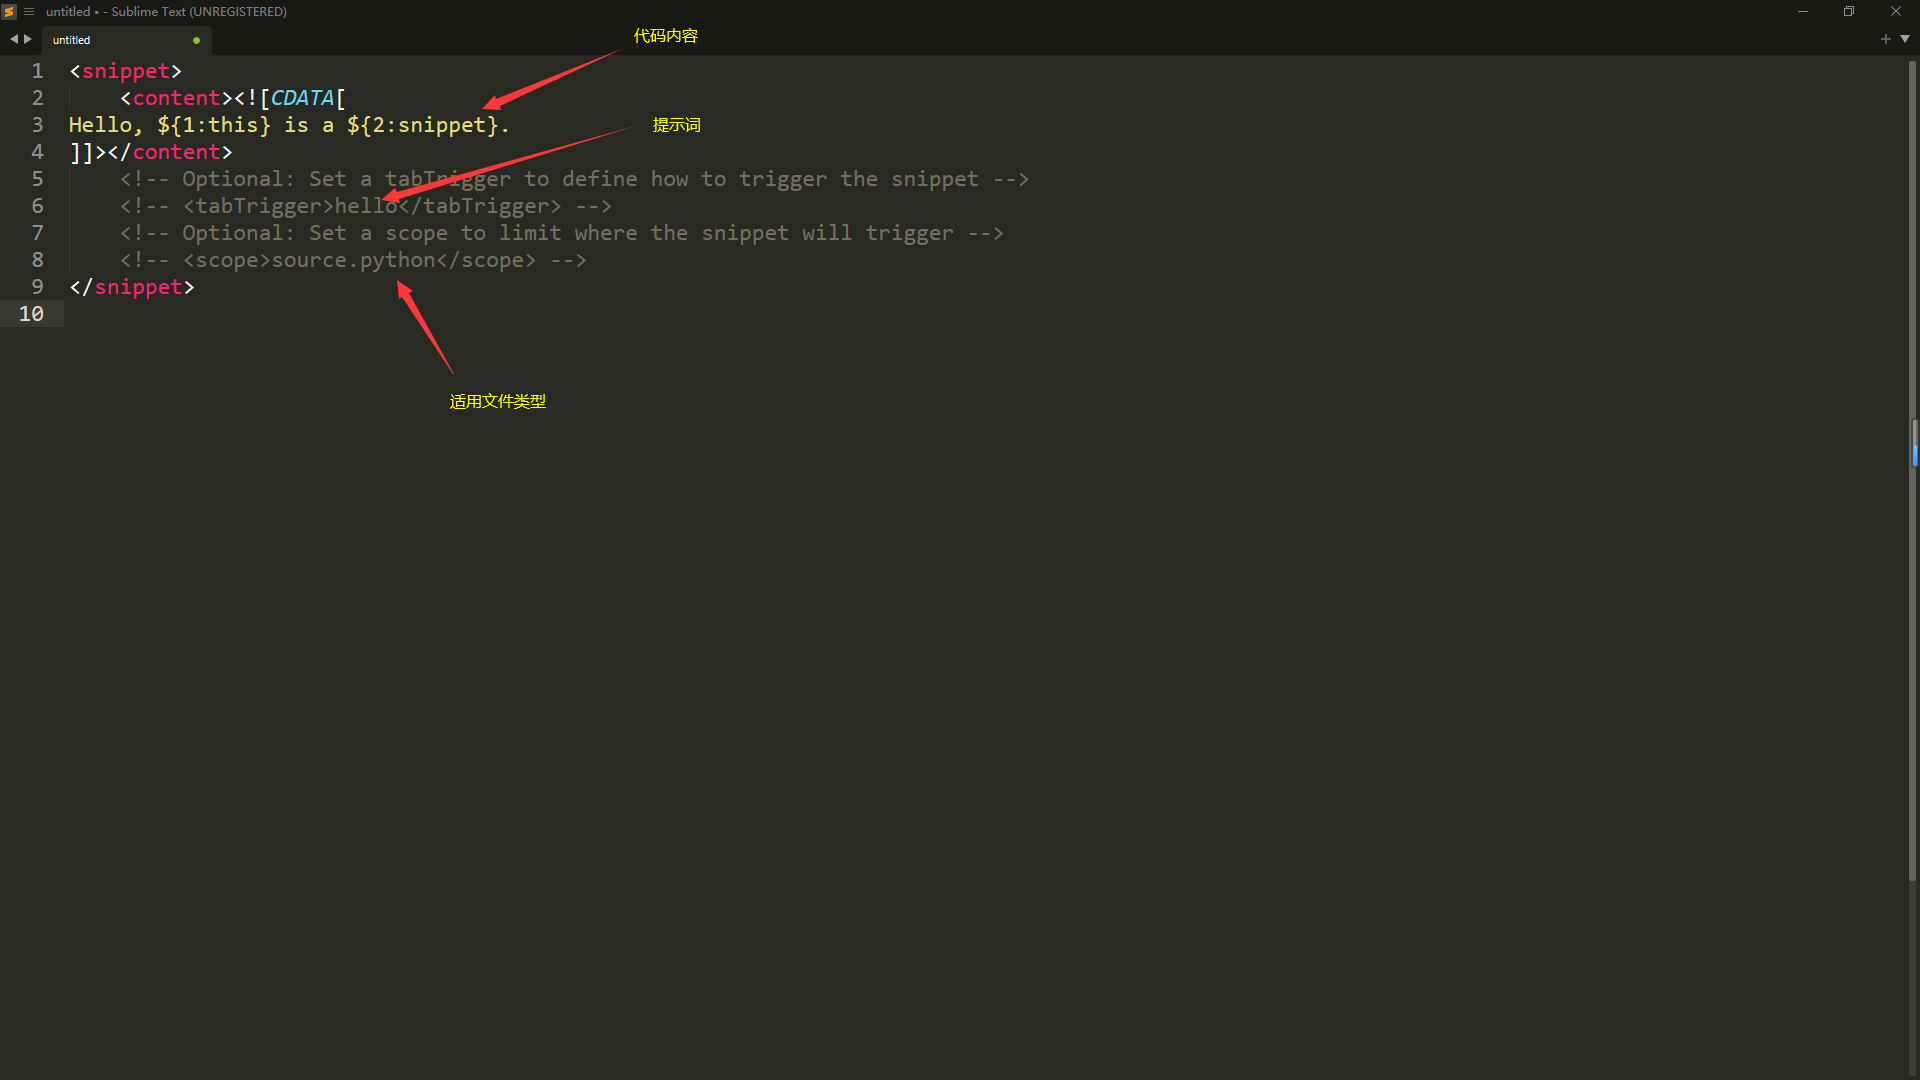 untitled • - Sublime Text (UNREGISTERED)
untitled
代码内容
1 <snippet>
2     <content><![CDATA[
3 Hello, ${1:this} is a ${2:snippet}.
提示词
4 ]]></content>
5     <!-- Optional: Set a tabTrigger to define how to trigger the snippet -->
6     <!-- <tabTrigger>hello</tabTrigger> -->
7     <!-- Optional: Set a scope to limit where the snippet will trigger -->
8     <!-- <scope>source.python</scope> -->
9 </snippet>
10
适用文件类型